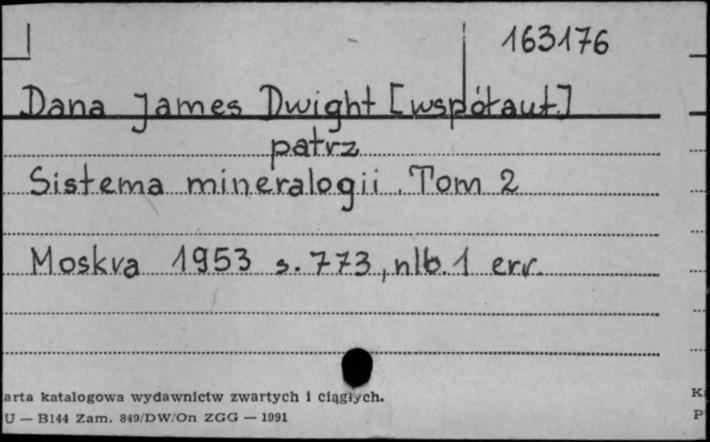 163176
Dana James Dwight [współaut.]
patrz
Sistema mineralogii. Tom 2
Moskva 1953 s. 773, nlb. 1 err.
arta katalogowa wydawnictw zwartych i ciągłych.
U — B144 Zam. 849/DW/On ZGG — 1991
K
P